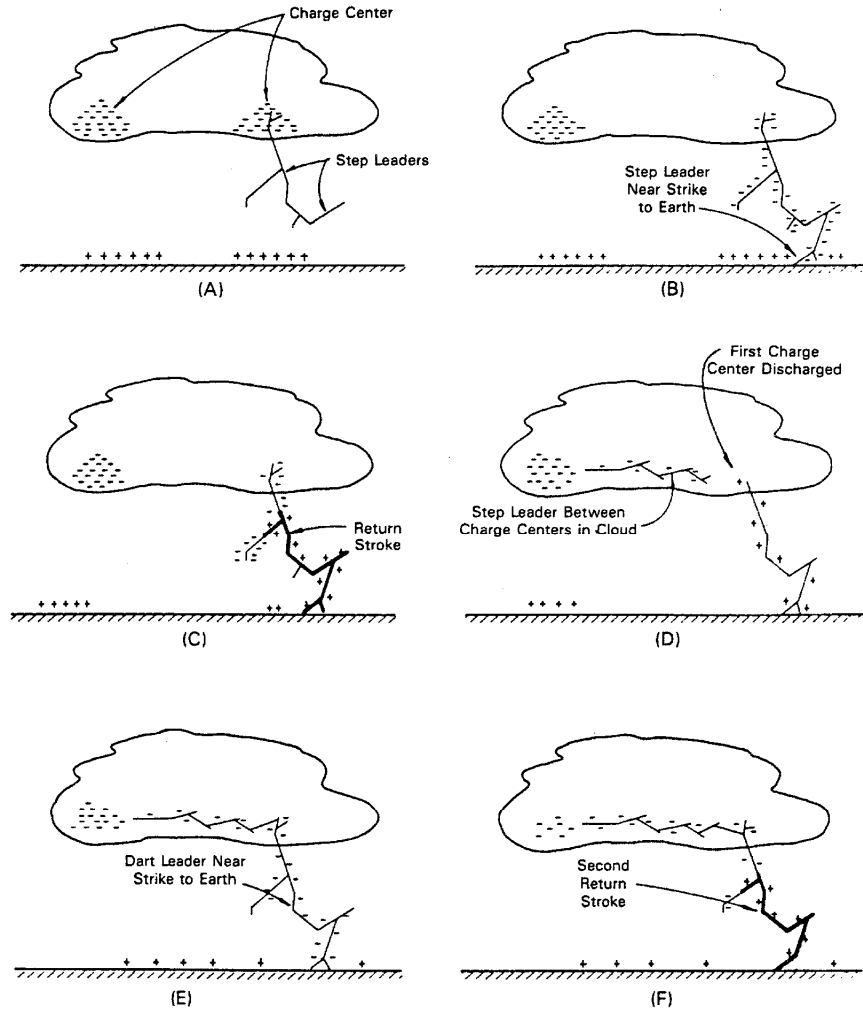 Charge Center
Step Leaders
+ + + + + +
+ + + + + + +
(A)
Step Leader
Near Strike
to Earth
+ + + + + +
(B)
Return
Stroke
+ + + + +
(C)
First Charge
Center Discharged
Step Leader Between
Charge Centers in Cloud
+ + + +
(D)
Dart Leader Near
Strike to Earth
+ + + + +
(E)
Second
Return
Stroke
+ + + + +
(F)